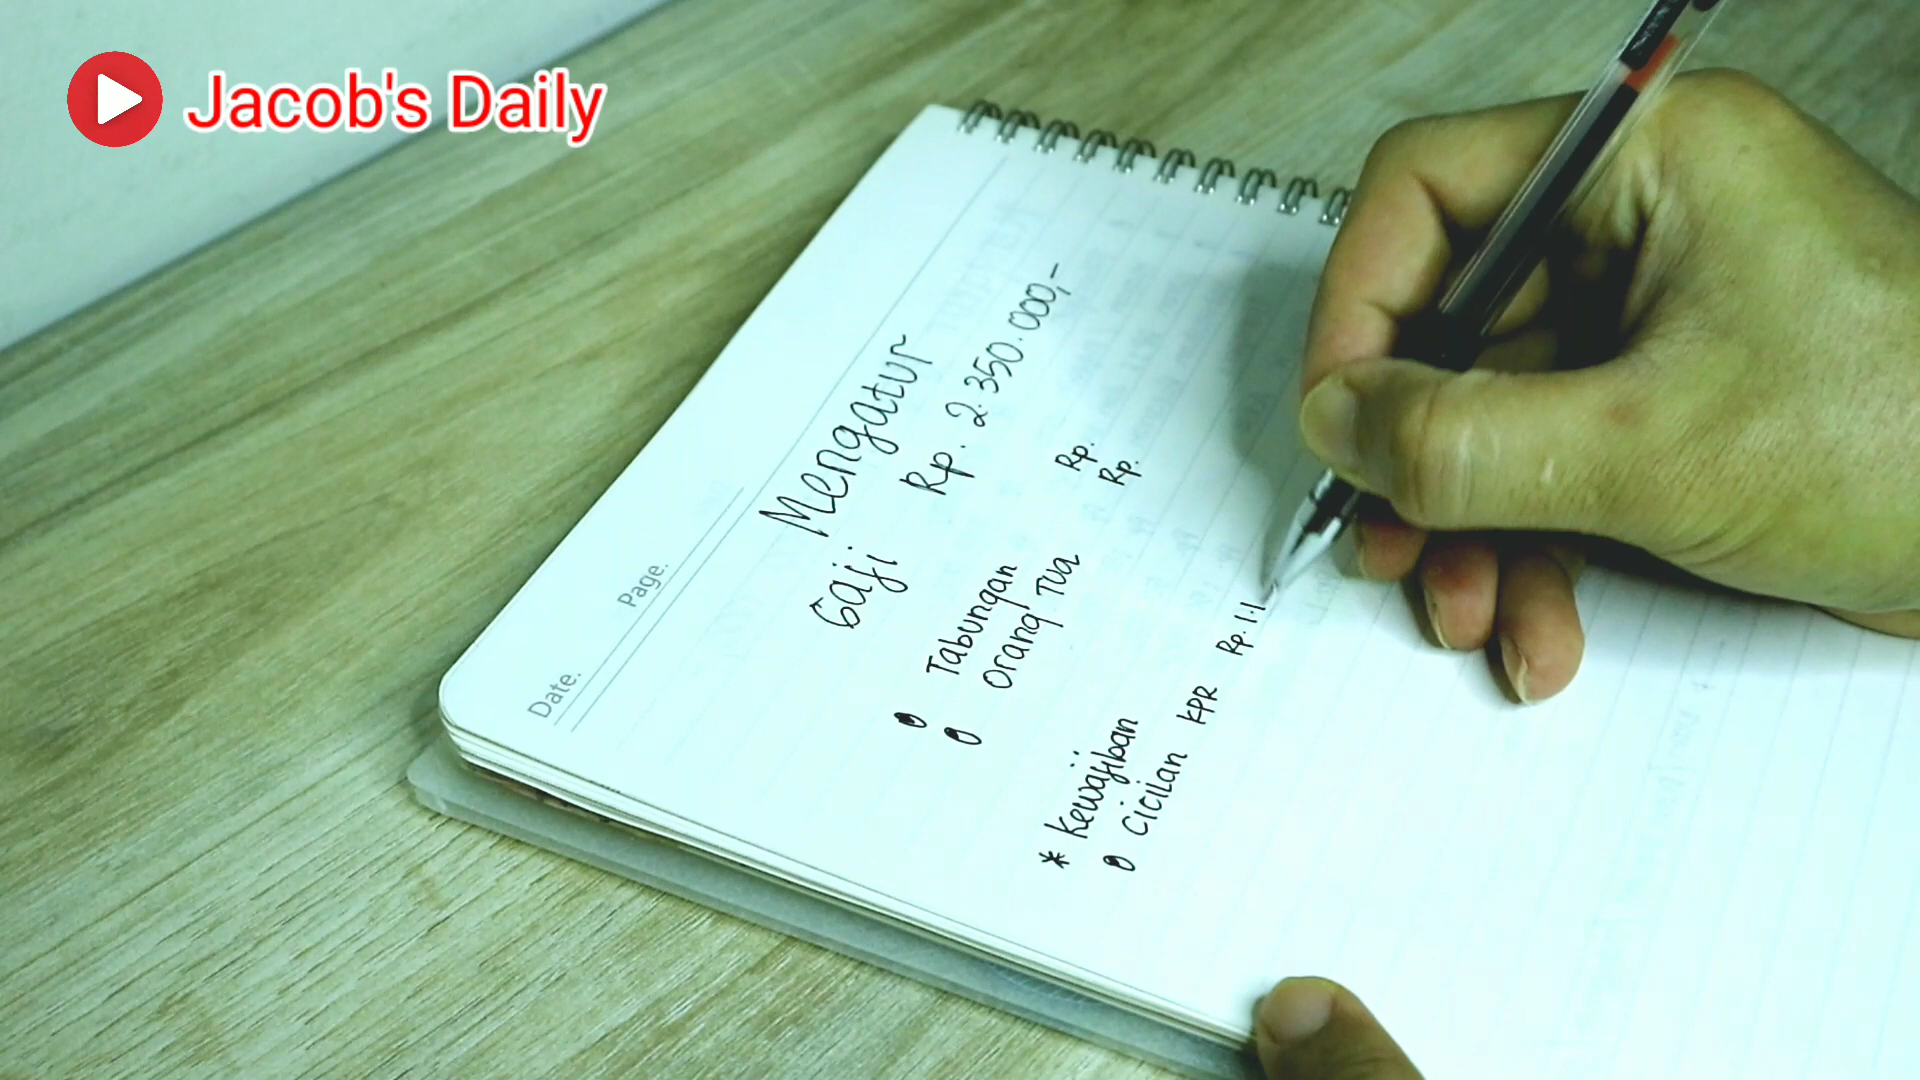 Jacob's Daily
Date.
Page.
Mengatur
Gaji Rp. 2.350.000,-
Tabungan Rp.
Orang Tua Rp.
* Kewajiban
Cicilan KPR Rp. 1.1